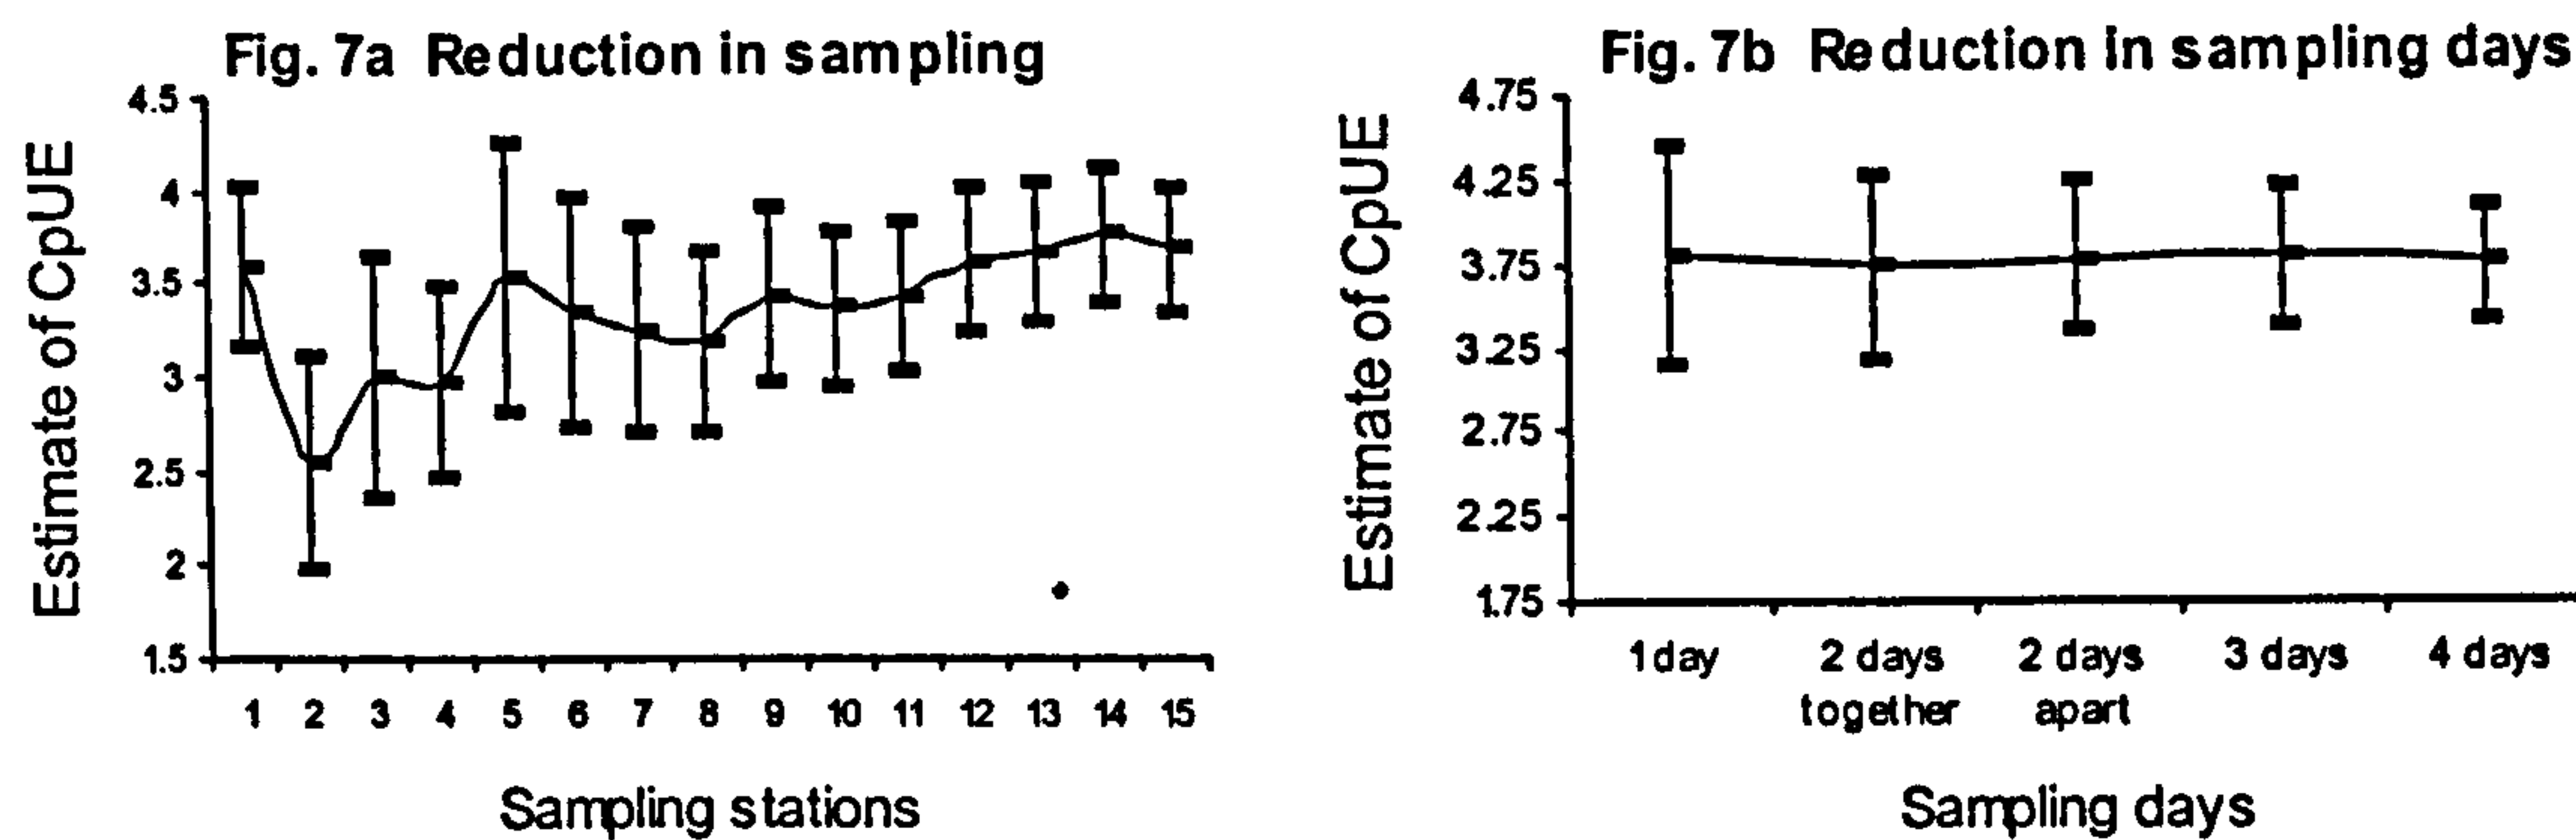 Fig. 7a Reduction in sampling
Estimate of CpUE
4.5
4
3.5
3
2.5
2
1.5
1 2 3 4 5 6 7 8 9 10 11 12 13 14 15
Sampling stations
Fig. 7b Reduction in sampling days
Estimate of CpUE
4.75
4.25
3.75
3.25
2.75
2.25
1.75
1 day 2 days together 2 days apart 3 days 4 days
Sampling days